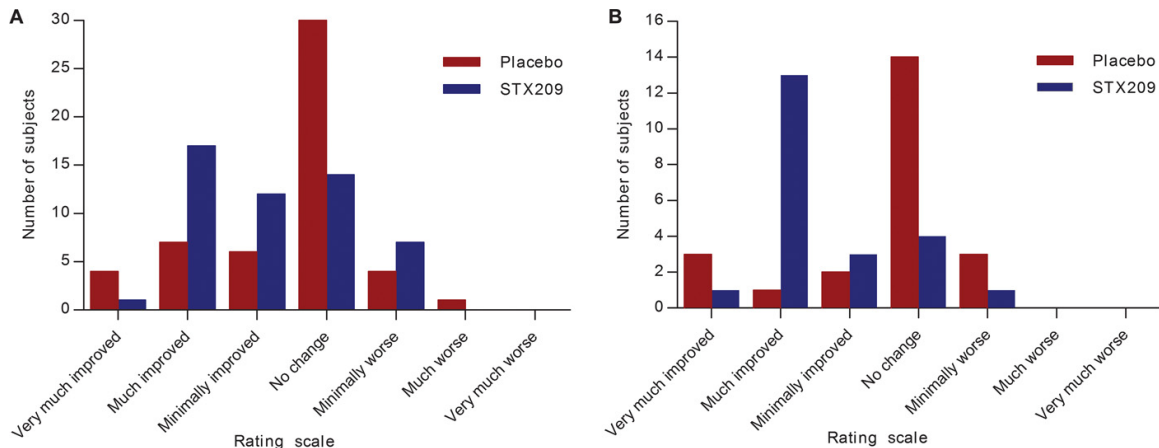 A
30
25
20
15
10
5
0
Number of subjects
Placebo
STX209
Very much improved
Much improved
Minimally improved
No change
Minimally worse
Much worse
Very much worse
Rating scale
B
16
14
12
10
8
6
4
2
0
Number of subjects
Placebo
STX209
Very much improved
Much improved
Minimally improved
No change
Minimally worse
Much worse
Very much worse
Rating scale